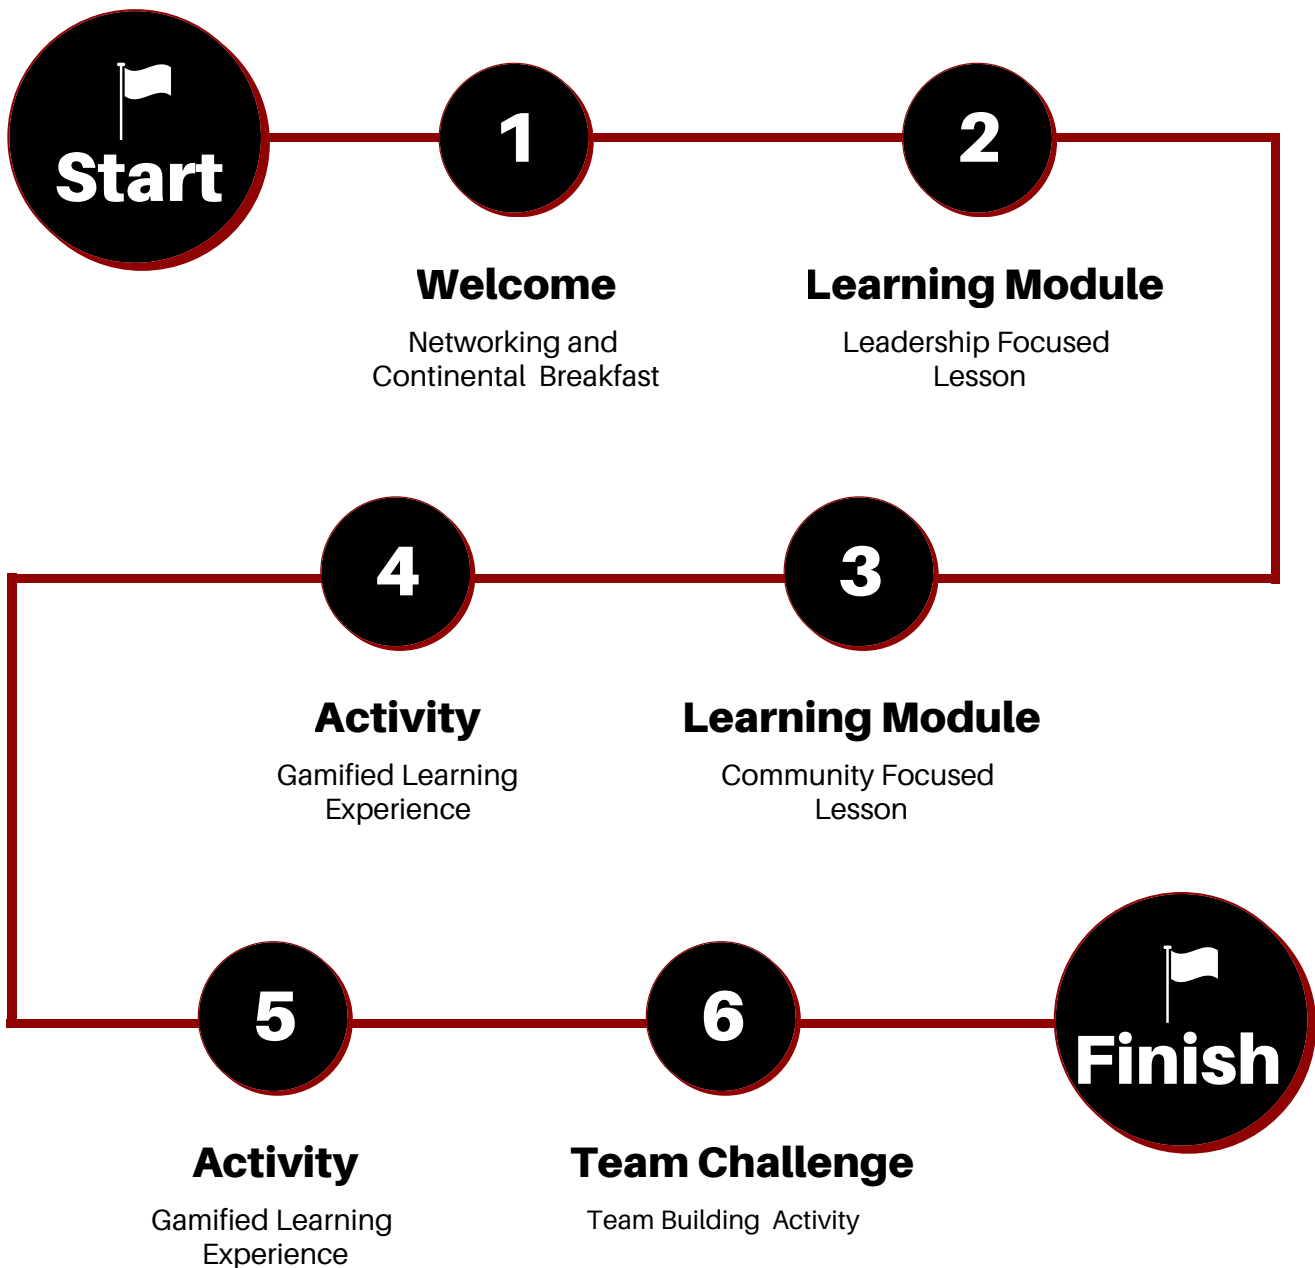 Start
1
2
Welcome
Networking and
Continental Breakfast
Learning Module
Leadership Focused
Lesson
4
3
Activity
Gamified Learning
Experience
Learning Module
Community Focused
Lesson
5
6
Finish
Activity
Gamified Learning
Experience
Team Challenge
Team Building Activity